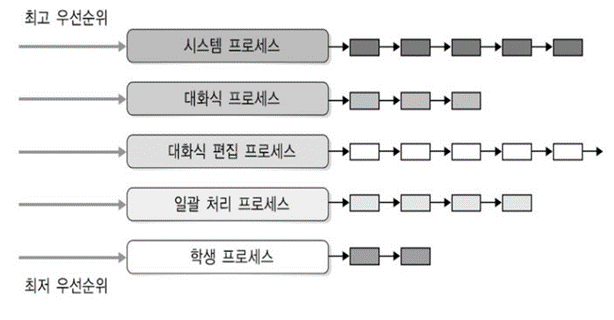 최고 우선순위
시스템 프로세스
대화식 프로세스
대화식 편집 프로세스
일괄 처리 프로세스
학생 프로세스
최저 우선순위